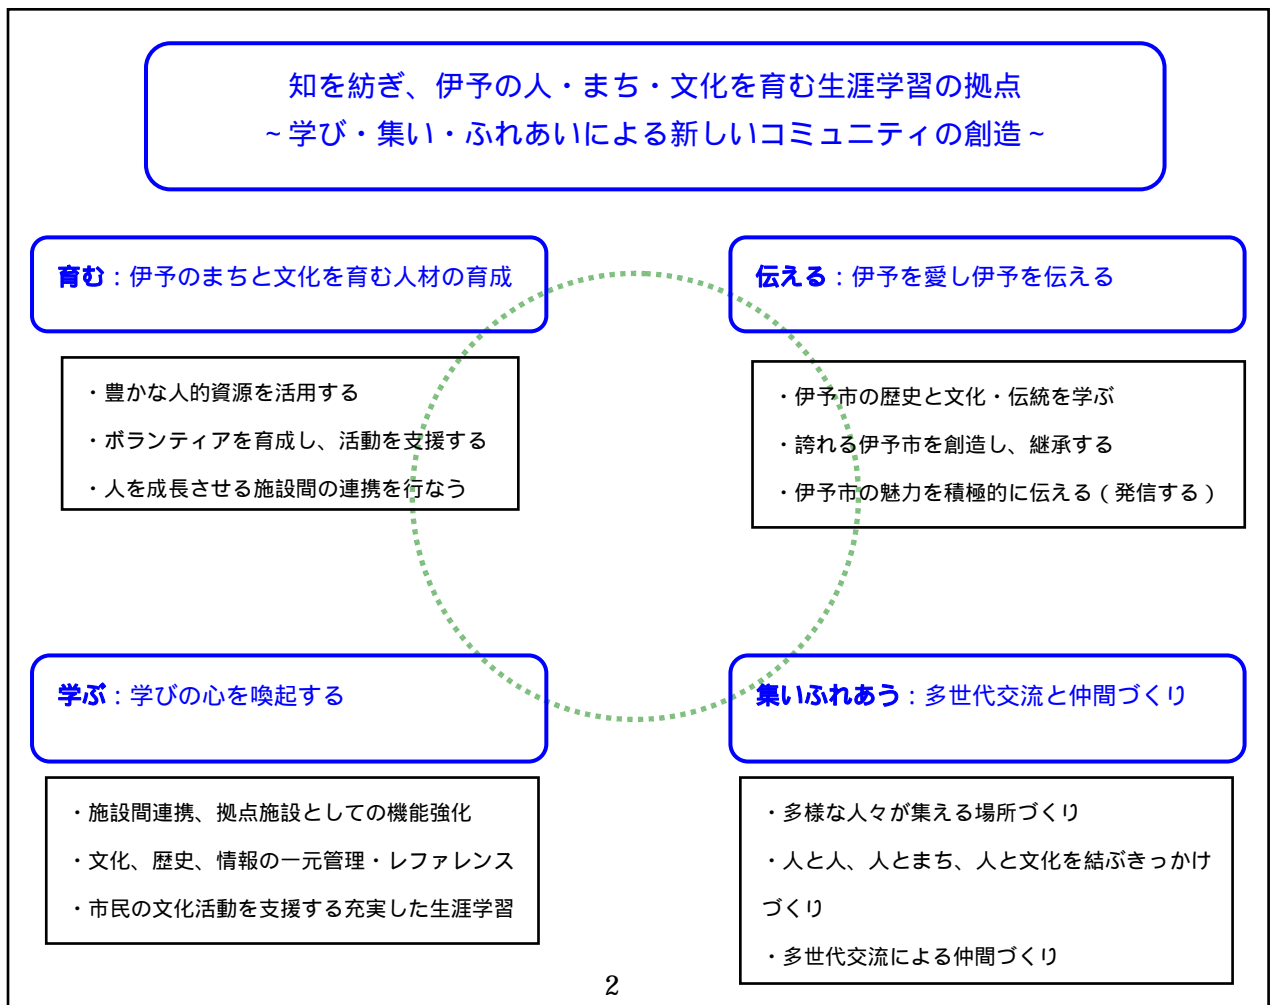 知を紡ぎ、伊予の人・まち・文化を育む生涯学習の拠点
~学び・集い・ふれあいによる新しいコミュニティの創造~
育む：伊予のまちと文化を育む人材の育成
・豊かな人的資源を活用する
・ボランティアを育成し、活動を支援する
・人を成長させる施設間の連携を行なう
伝える：伊予を愛し伊予を伝える
・伊予市の歴史と文化・伝統を学ぶ
・誇れる伊予市を創造し、継承する
・伊予市の魅力を積極的に伝える（発信する）
学ぶ：学びの心を喚起する
・施設間連携、拠点施設としての機能強化
・文化、歴史、情報の一元管理・レファレンス
・市民の文化活動を支援する充実した生涯学習
集いふれあう：多世代交流と仲間づくり
・多様な人々が集える場所づくり
・人と人、人とまち、人と文化を結ぶきっかけ
づくり
・多世代交流による仲間づくり
2